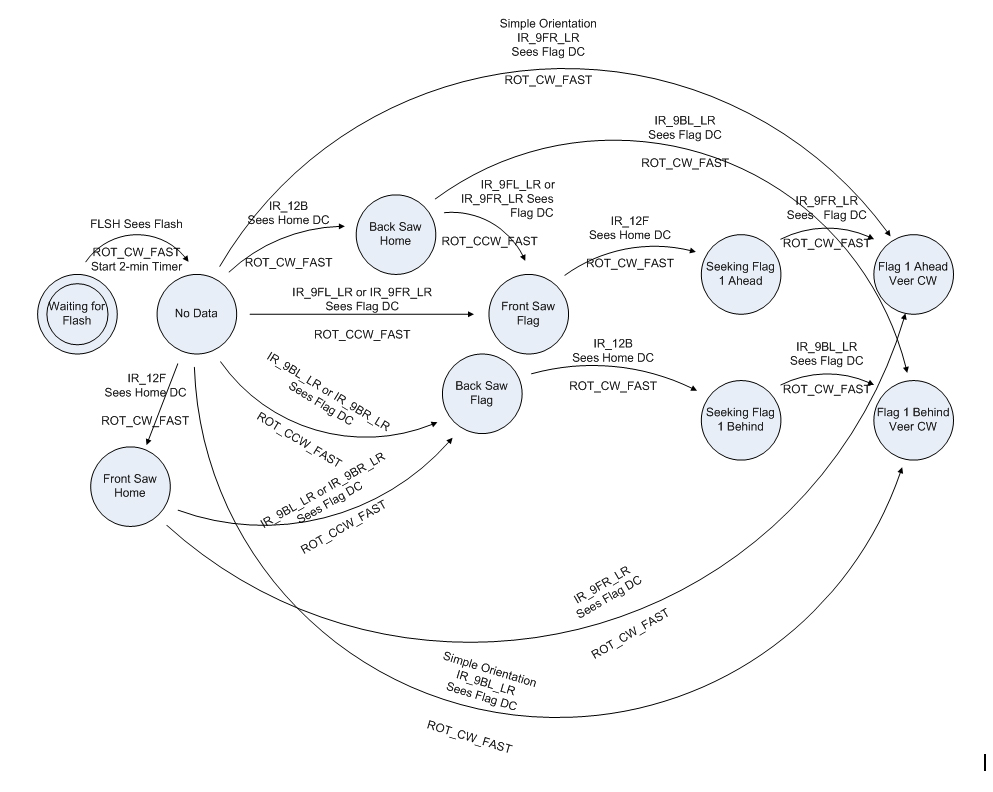 Simple Orientation
IR_9FR_LR
Sees Flag DC
ROT_CW_FAST
IR_9BL_LR
Sees Flag DC
ROT_CW_FAST
IR_9FL_LR or
IR_9FR_LR Sees
Flag DC
ROT_CCW_FAST
IR_12B
Sees Home DC
ROT_CW_FAST
Back Saw
Home
FLSH Sees Flash
ROT_CW_FAST
Start 2-min Timer
IR_12F
Sees Home DC
ROT_CW_FAST
IR_9FR_LR
Sees Flag DC
ROT_CW_FAST
Seeking Flag
1 Ahead
Flag 1 Ahead
Veer CW
Waiting for
Flash
No Data
IR_9FL_LR or IR_9FR_LR
Sees Flag DC
ROT_CCW_FAST
Front Saw
Flag
IR_12B
Sees Home DC
ROT_CW_FAST
IR_9BL_LR
Sees Flag DC
ROT_CW_FAST
IR_12F
Sees Home DC
ROT_CW_FAST
IR_9BL_LR or IR_9BR_LR
Sees Flag DC
ROT_CCW_FAST
Back Saw
Flag
Seeking Flag
1 Behind
Flag 1 Behind
Veer CW
Front Saw
Home
IR_9BL_LR or IR_9BR_LR
Sees Flag DC
ROT_CCW_FAST
IR_9FR_LR
Sees Flag DC
ROT_CW_FAST
Simple Orientation
IR_9BL_LR
Sees Flag DC
ROT_CW_FAST